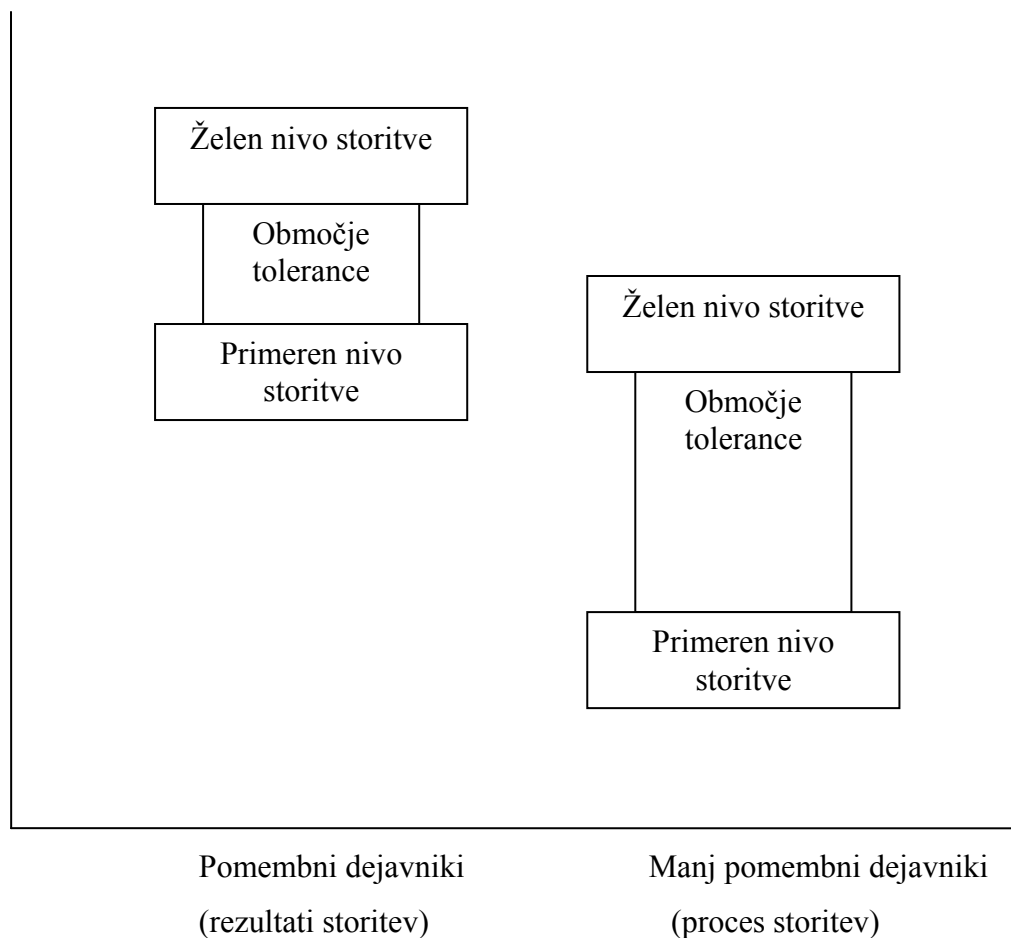 Želen nivo storitve
Območje
tolerance
Primeren nivo
storitve
Želen nivo storitve
Območje
tolerance
Primeren nivo
storitve
Pomembni dejavniki
(rezultati storitev)
Manj pomembni dejavniki
(proces storitev)